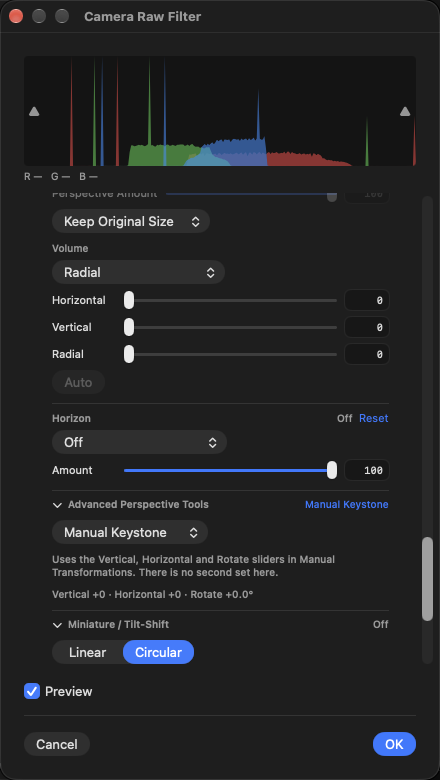 Camera Raw Filter
R — G — B —
Perspective Amount 100
Keep Original Size
Volume
Radial
Horizontal 0
Vertical 0
Radial 0
Auto
Horizon Off Reset
Off
Amount 100
Advanced Perspective Tools Manual Keystone
Manual Keystone
Uses the Vertical, Horizontal and Rotate sliders in Manual
Transformations. There is no second set here.
Vertical +0 · Horizontal +0 · Rotate +0.0°
Miniature / Tilt-Shift Off
Linear Circular
Preview
Cancel OK